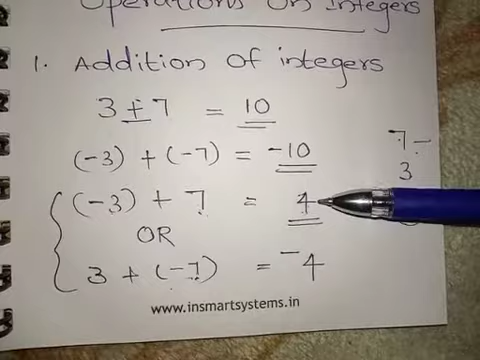 Operations On Integers
1. Addition of integers
3 + 7 = 10
(-3) + (-7) = -10
7 -
3
(-3) + 7 = 4
OR
3 + (-7) = -4
www.insmartsystems.in